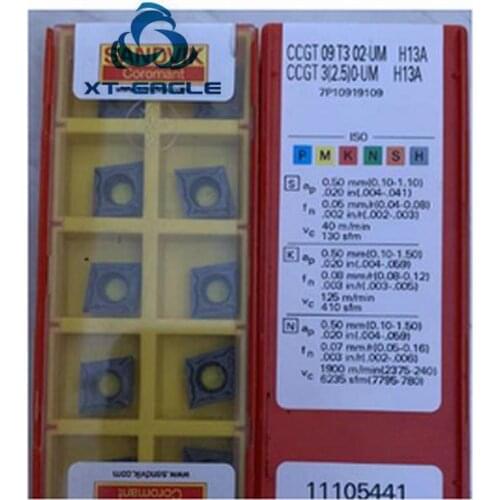 SANDVIK
Coromant
XT-EAGLE
www.sandvik.com
Coromant
CCGT 09 T3 02-UM H13A
CCGT 3(2.5)0-UM H13A
7P10919109
ISO
P M K N S H
S ap 0.50 mm(0.10-1.10)
.020 in(.004-.041)
fn 0.05 mm/r(0.04-0.08)
.002 in/r(.002-.003)
vc 40 m/min
130 sfm
K ap 0.50 mm(0.10-1.50)
.020 in(.004-.059)
fn 0.08 mm/r(0.08-0.12)
.003 in/r(.003-.005)
vc 125 m/min
410 sfm
N ap 0.50 mm(0.10-1.50)
.020 in(.004-.059)
fn 0.07 mm/r(0.05-0.16)
.003 in/r(.002-.006)
vc 1900 m/min(2375-240)
6235 sfm(7795-780)
11105441